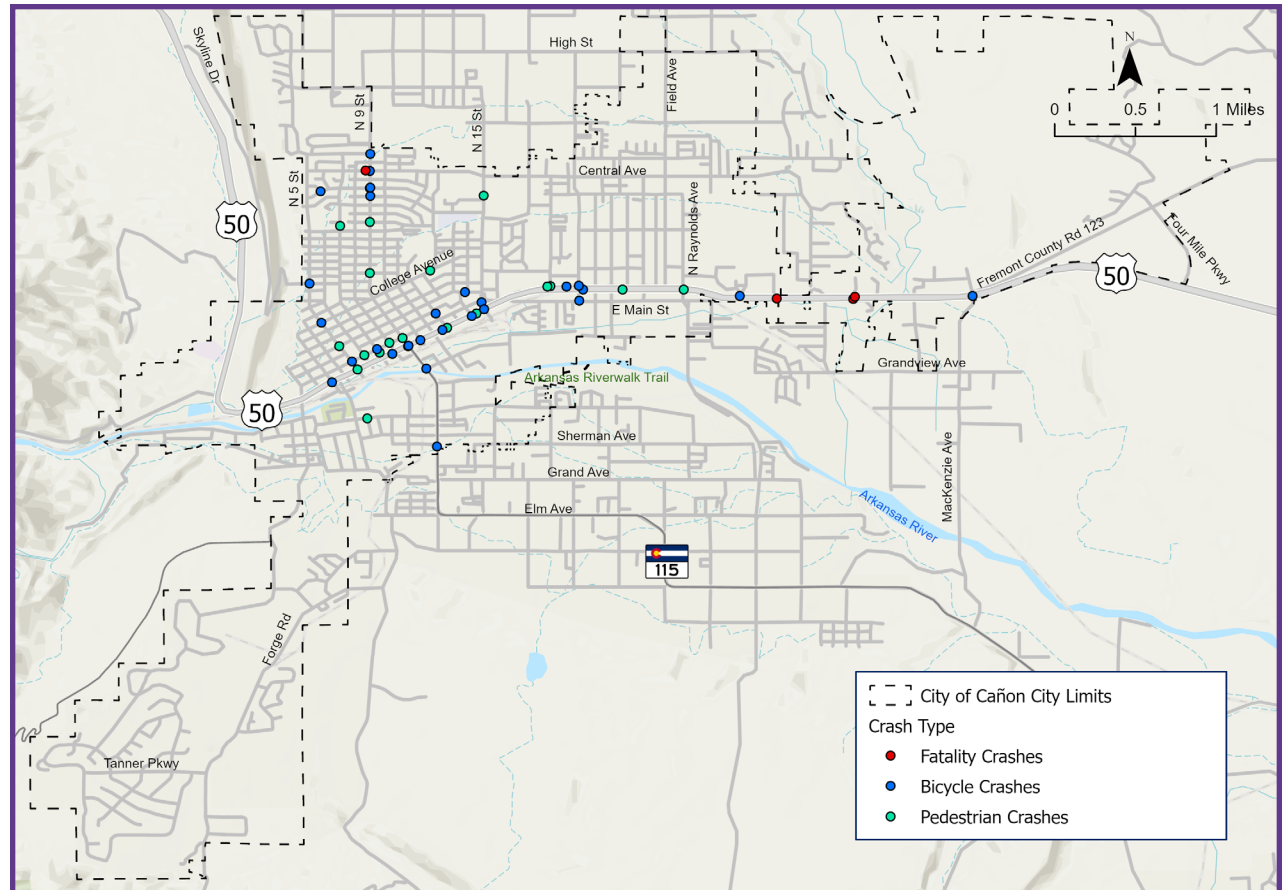 High St
N
Skyline Dr
Field Ave
0 0.5 1 Miles
N 9 St
N 15 St
N 5 St
Central Ave
50
N Raynolds Ave
Fremont County Rd 123
Four Mile Pkwy
50
College Avenue
E Main St
Grandview Ave
Arkansas Riverwalk Trail
50
Sherman Ave
MacKenzie Ave
Grand Ave
Arkansas River
Elm Ave
115
Forge Rd
Tanner Pkwy
City of Cañon City Limits
Crash Type
Fatality Crashes
Bicycle Crashes
Pedestrian Crashes